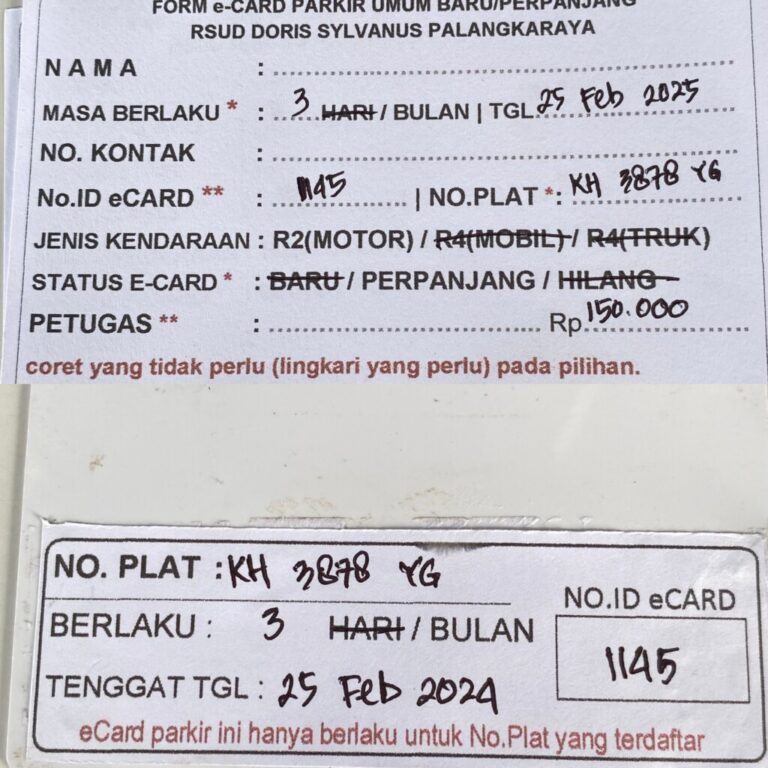 FORM e-CARD PARKIR UMUM BARU/PERPANJANG
RSUD DORIS SYLVANUS PALANGKARAYA
NAMA :
MASA BERLAKU * : 3 HARI / BULAN | TGL. 25 Feb 2025
NO. KONTAK :
No.ID eCARD ** : 1145 | NO.PLAT *: KH 3878 YG
JENIS KENDARAAN : R2(MOTOR) / R4(MOBIL) / R4(TRUK)
STATUS E-CARD * : BARU / PERPANJANG / HILANG
PETUGAS ** : Rp 150.000
coret yang tidak perlu (lingkari yang perlu) pada pilihan.
NO. PLAT : KH 3878 YG
NO.ID eCARD
BERLAKU : 3 HARI / BULAN
1145
TENGGAT TGL : 25 Feb 2024
eCard parkir ini hanya berlaku untuk No.Plat yang terdaftar